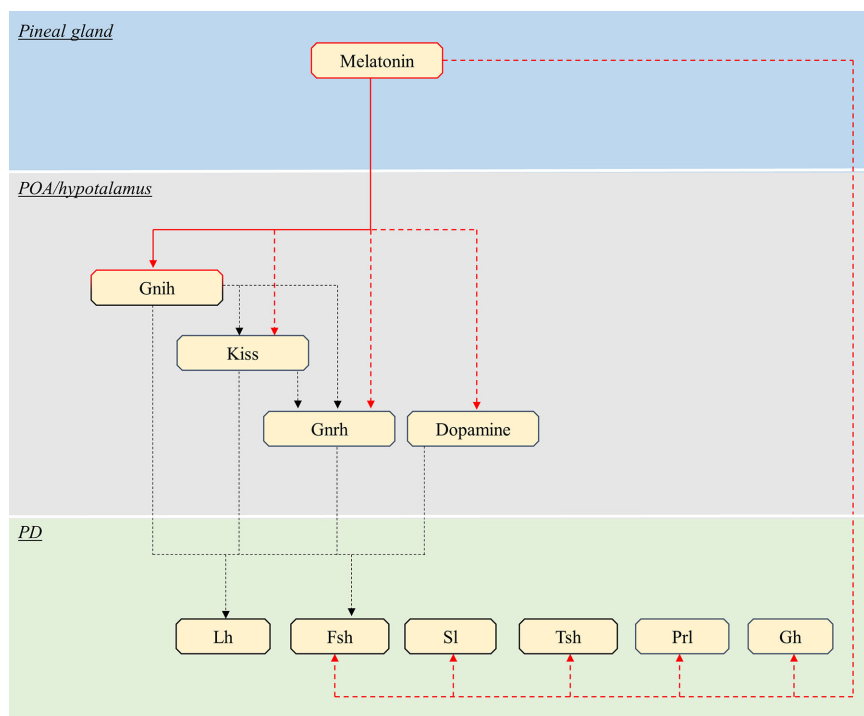 Pineal gland
Melatonin
POA/hypotalamus
Gnih
Kiss
Gnrh
Dopamine
PD
Lh
Fsh
Sl
Tsh
Prl
Gh